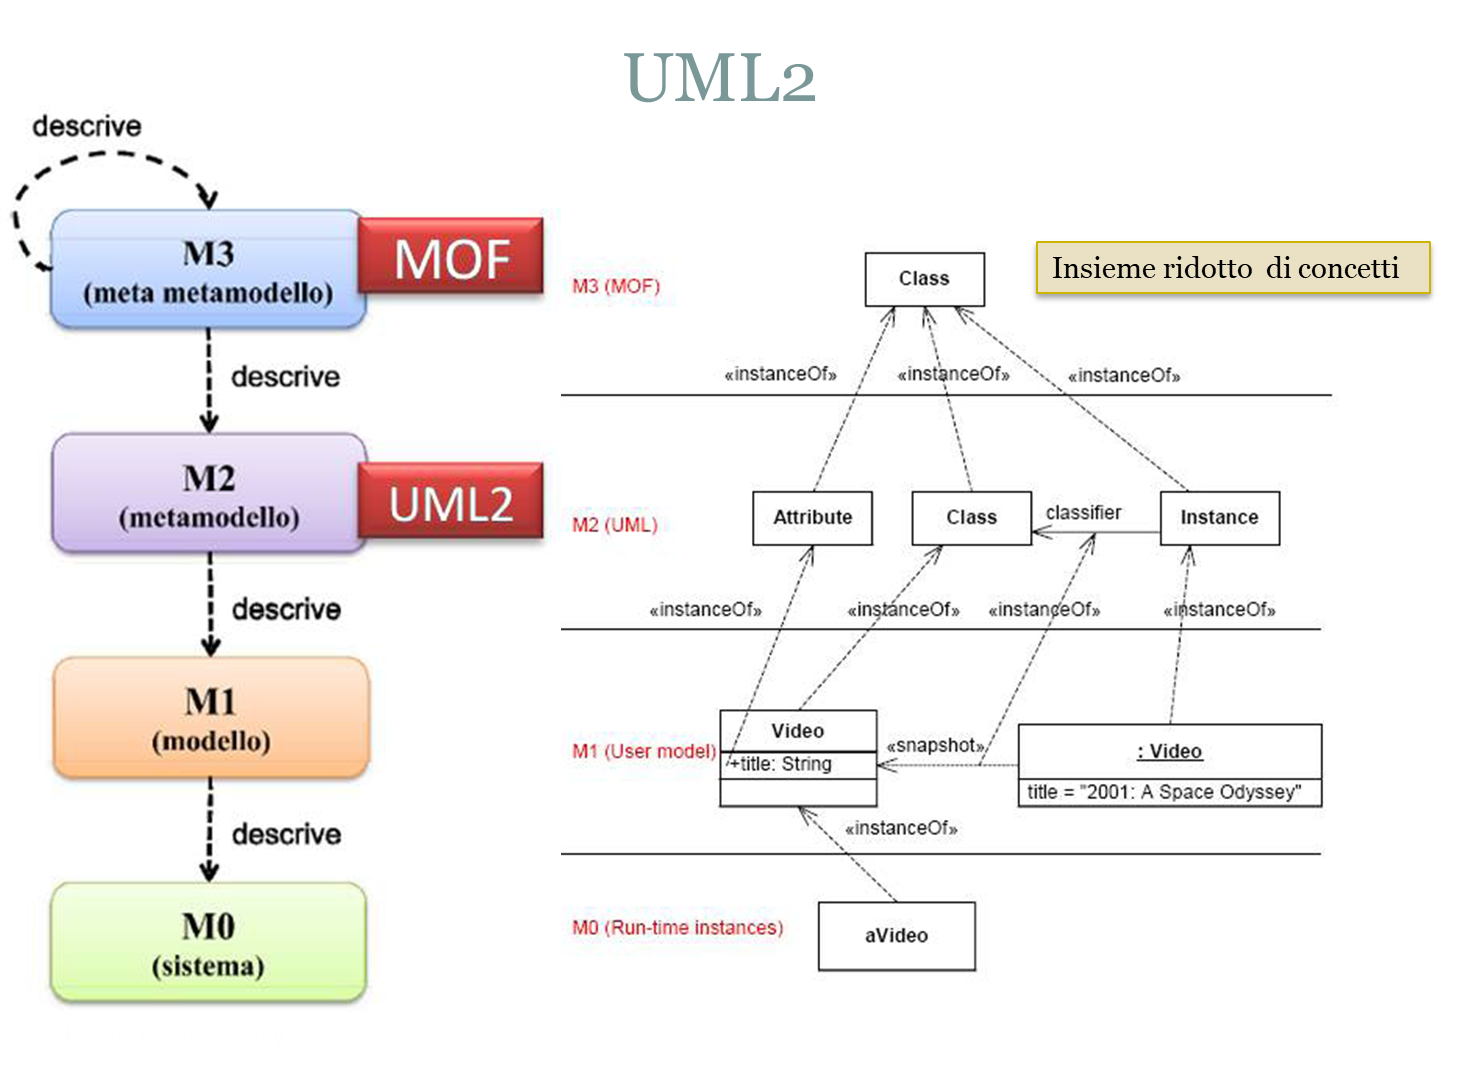 UML2
descrive
M3
(meta metamodello)
MOF
descrive
M2
(metamodello)
UML2
descrive
M1
(modello)
descrive
M0
(sistema)
Insieme ridotto di concetti
M3 (MOF)
Class
«instanceOf»
«instanceOf»
«instanceOf»
M2 (UML)
Attribute
Class
classifier
Instance
«instanceOf»
«instanceOf»
«instanceOf»
«instanceOf»
M1 (User model)
Video
+title: String
«snapshot»
: Video
title = "2001: A Space Odyssey"
«instanceOf»
M0 (Run-time instances)
aVideo